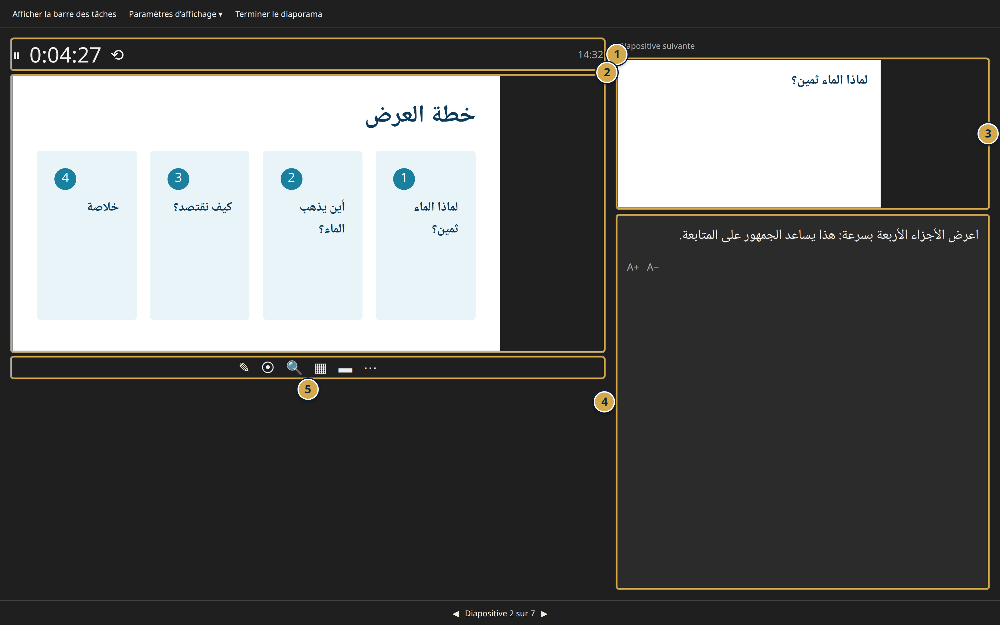 Afficher la barre des tâches Paramètres d’affichage ▾ Terminer le diaporama
0:04:27 14:32
1
2
خطة العرض
1
لماذا الماء
ثمين؟
2
أين يذهب
الماء؟
3
كيف نقتصد؟
4
خلاصة
5
Diapositive suivante
لماذا الماء ثمين؟
3
اعرض الأجزاء الأربعة بسرعة: هذا يساعد الجمهور على المتابعة.
A+ A−
4
◀ Diapositive 2 sur 7 ▶